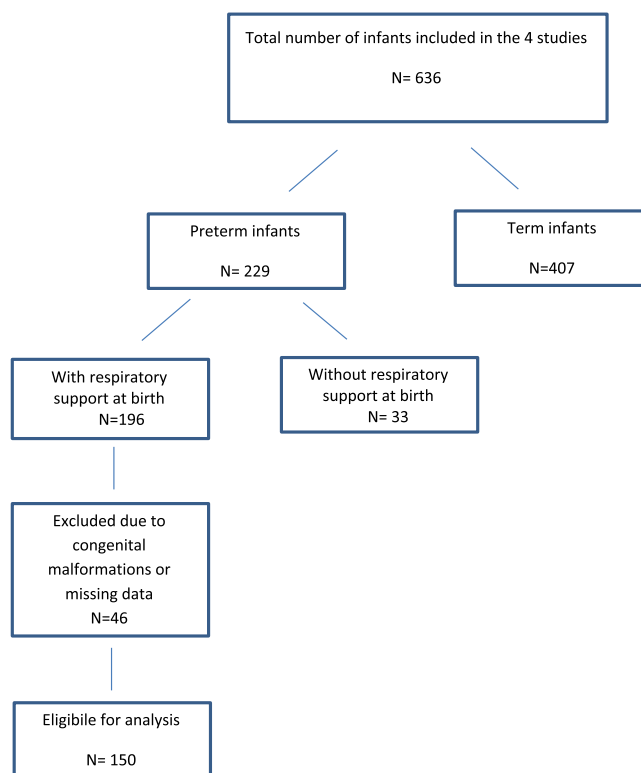 Total number of infants included in the 4 studies
N= 636
Preterm infants
N= 229
Term infants
N=407
With respiratory
support at birth
N=196
Without respiratory
support at birth
N= 33
Excluded due to
congenital
malformations or
missing data
N=46
Eligibile for analysis
N= 150